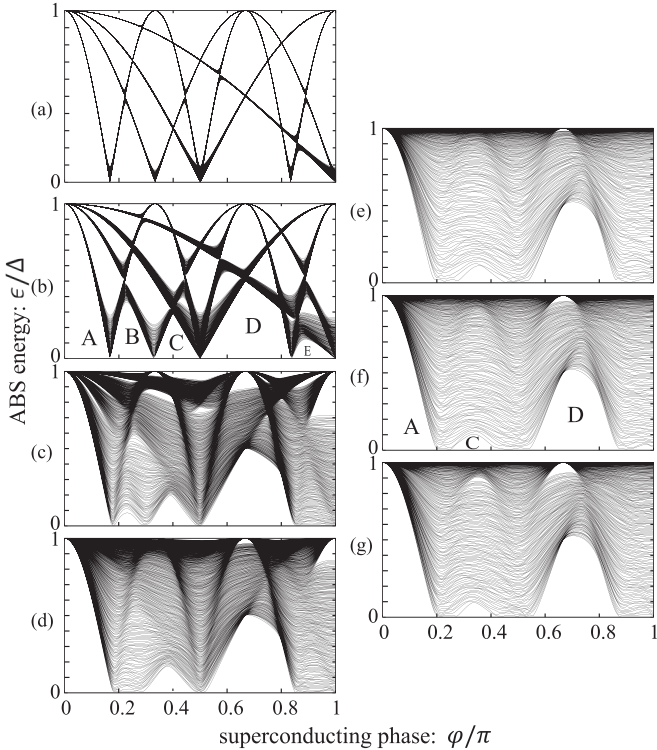 1
(a)
0
1
(b)
A
B
C
D
E
0
1
(c)
0
1
(d)
0
0 0.2 0.4 0.6 0.8 1
1
(e)
0
1
(f)
A
C
D
0
1
(g)
0
0 0.2 0.4 0.6 0.8 1
ABS energy: ϵ/Δ
superconducting phase: φ/π